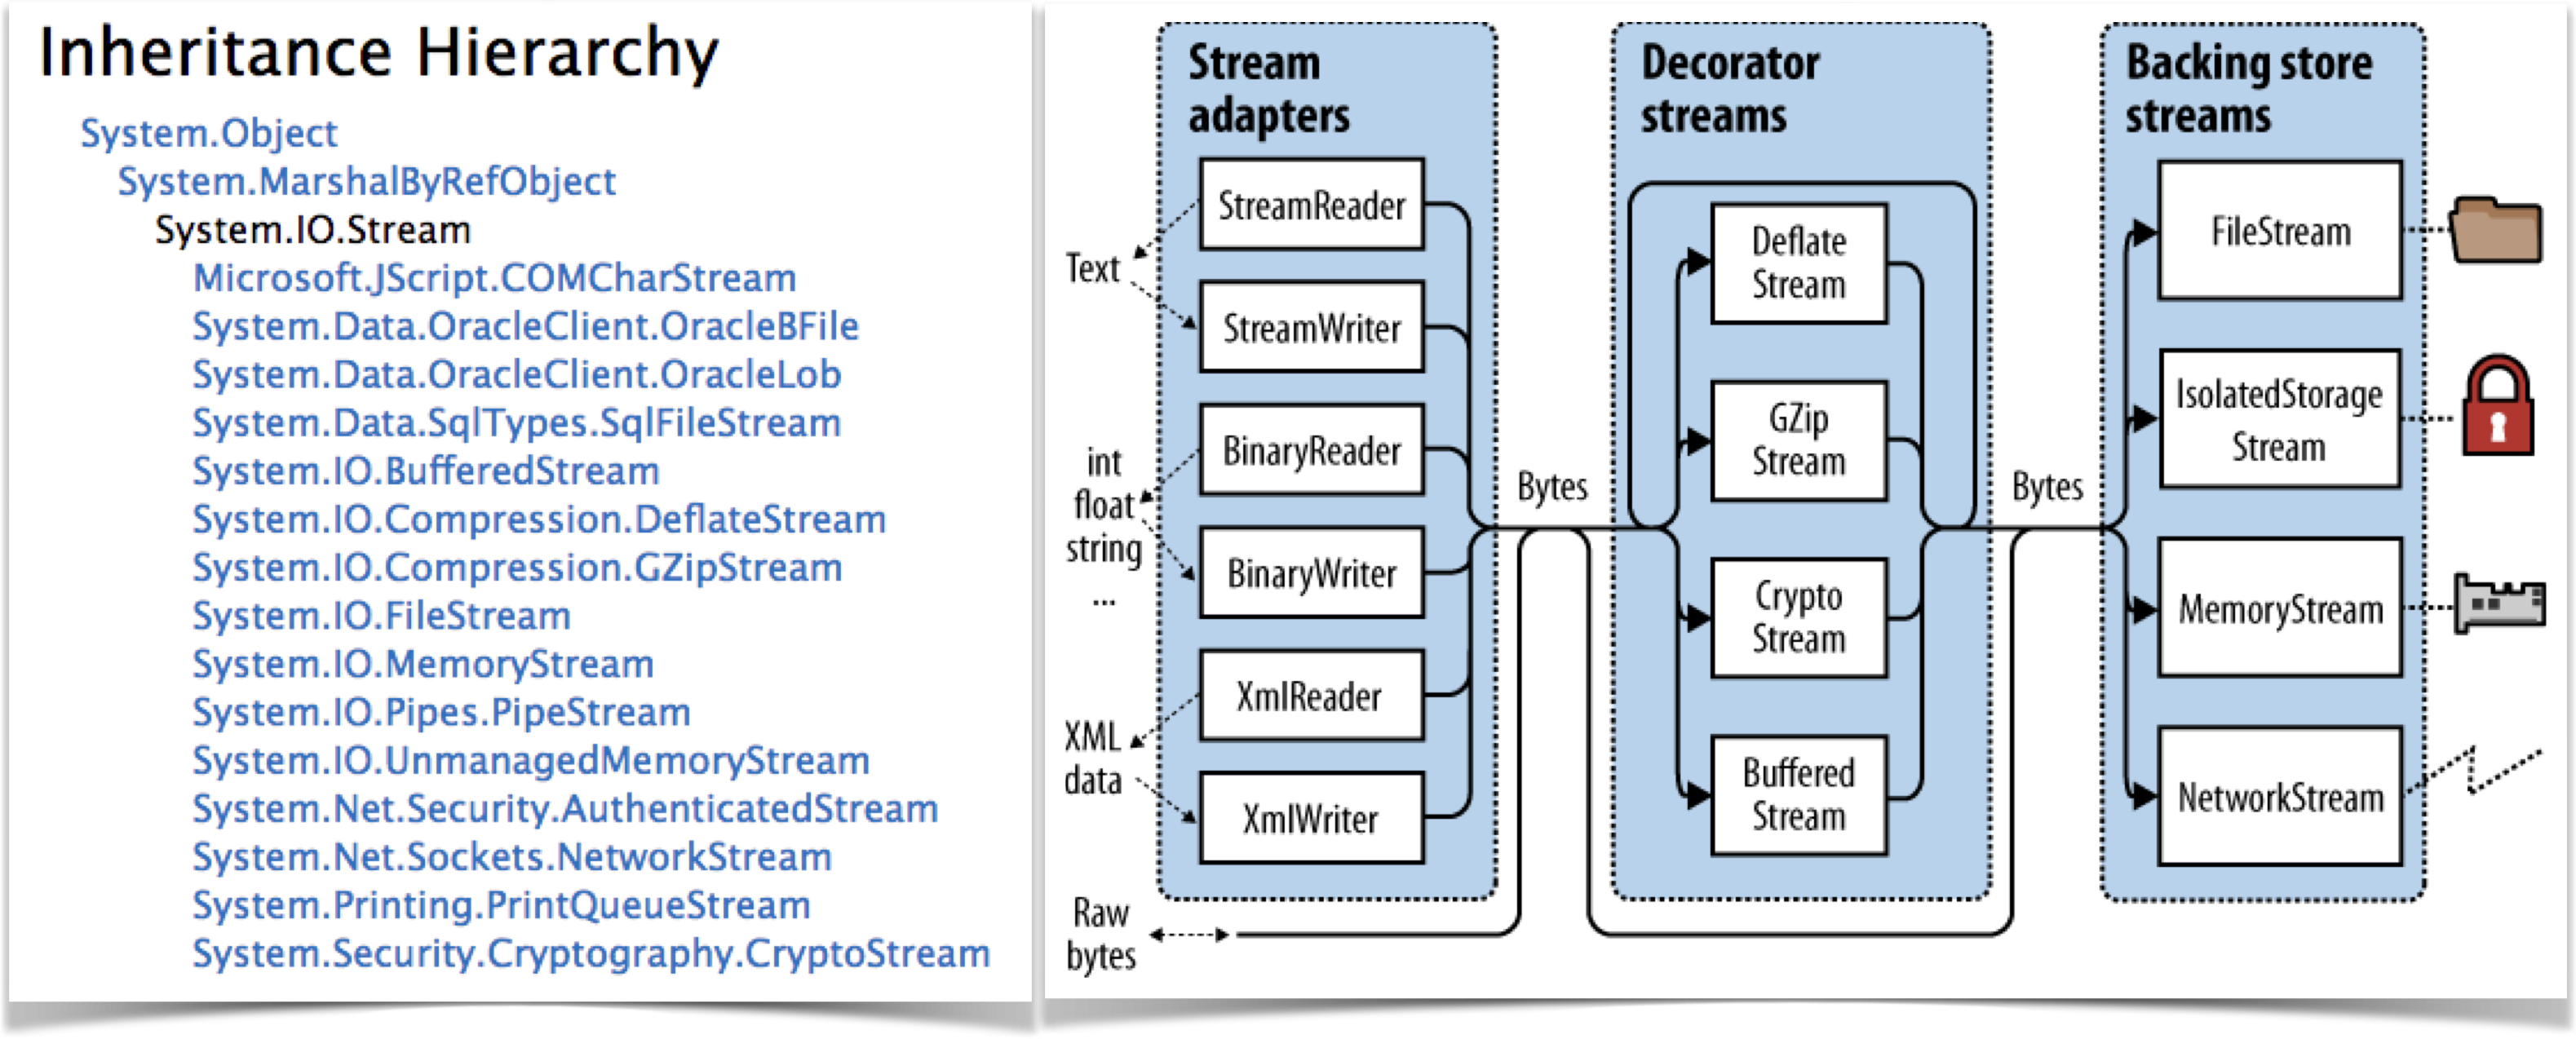 Inheritance Hierarchy
System.Object
System.MarshalByRefObject
System.IO.Stream
Microsoft.JScript.COMCharStream
System.Data.OracleClient.OracleBFile
System.Data.OracleClient.OracleLob
System.Data.SqlTypes.SqlFileStream
System.IO.BufferedStream
System.IO.Compression.DeflateStream
System.IO.Compression.GZipStream
System.IO.FileStream
System.IO.MemoryStream
System.IO.Pipes.PipeStream
System.IO.UnmanagedMemoryStream
System.Net.Security.AuthenticatedStream
System.Net.Sockets.NetworkStream
System.Printing.PrintQueueStream
System.Security.Cryptography.CryptoStream
Text
int
float
string
...
XML
data
Raw
bytes
Stream
adapters
StreamReader
StreamWriter
BinaryReader
BinaryWriter
XmlReader
XmlWriter
Bytes
Decorator
streams
Deflate
Stream
GZip
Stream
Crypto
Stream
Buffered
Stream
Bytes
Backing store
streams
FileStream
IsolatedStorage
Stream
MemoryStream
NetworkStream